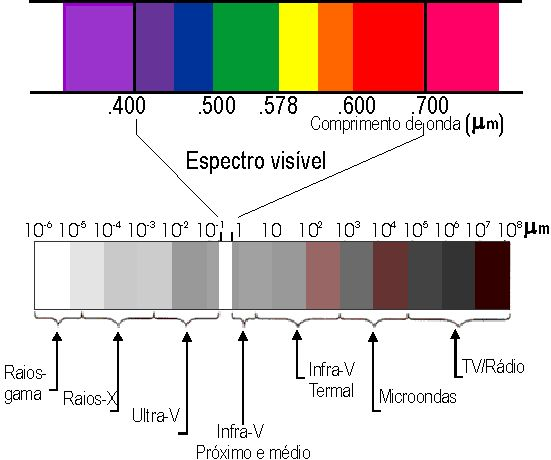 .400 .500 .578 .600 .700
Comprimento de onda (μm)
Espectro visível
10⁻⁶ 10⁻⁵ 10⁻⁴ 10⁻³ 10⁻² 10⁻¹ 1 10 10² 10³ 10⁴ 10⁵ 10⁶ 10⁷ 10⁸ μm
Raios-
gama
Raios-X
Ultra-V
Infra-V
Próximo e médio
Infra-V
Termal
Microondas
TV/Rádio